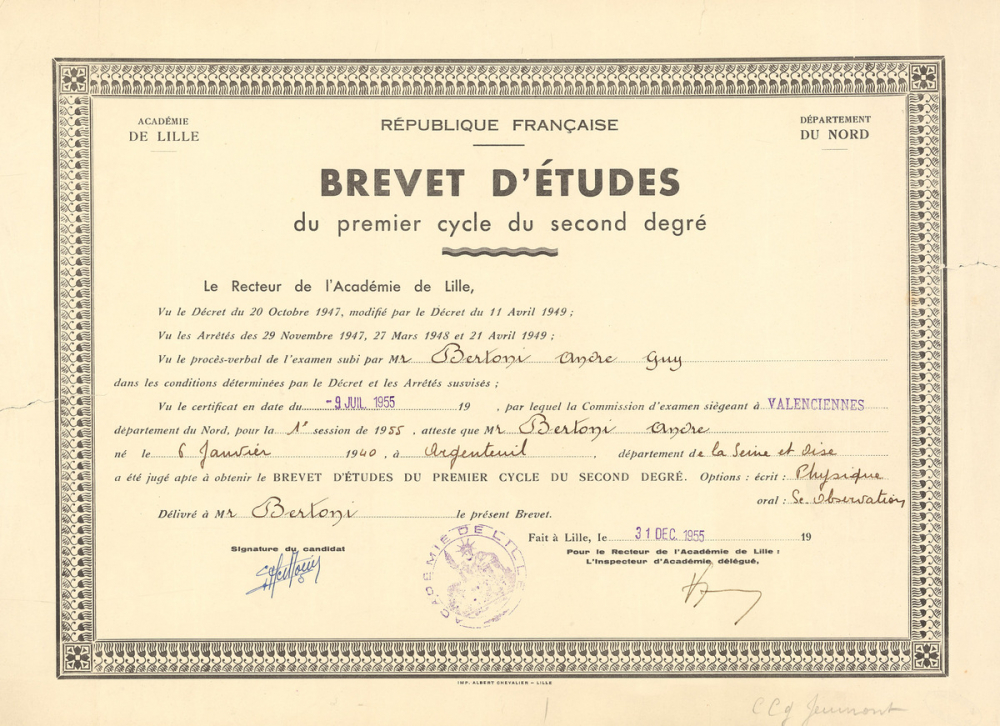 ACADÉMIE
DE LILLE
RÉPUBLIQUE FRANÇAISE
DÉPARTEMENT
DU NORD
BREVET D'ÉTUDES
du premier cycle du second degré
Le Recteur de l'Académie de Lille,
Vu le Décret du 20 Octobre 1947, modifié par le Décret du 11 Avril 1949 ;
Vu les Arrêtés des 29 Novembre 1947, 27 Mars 1948 et 21 Avril 1949 ;
Vu le procès-verbal de l'examen subi par Mr Bertoni Andre Guy
dans les conditions déterminées par le Décret et les Arrêtés susvisés ;
Vu le certificat en date du -9 JUIL 1955 19 , par lequel la Commission d'examen siégeant à VALENCIENNES
département du Nord, pour la 1e session de 1955 , atteste que Mr Bertoni Andre
né le 6 Janvier 1940 , à Argenteuil , département de la Seine et Oise
a été jugé apte à obtenir le BREVET D'ÉTUDES DU PREMIER CYCLE DU SECOND DEGRÉ. Options : écrit : Physique
oral : Sc. Observation
Délivré à Mr Bertoni le présent Brevet.
Fait à Lille, le 31 DEC. 1955 19
Signature du candidat
Pour le Recteur de l'Académie de Lille :
L'Inspecteur d'Académie, délégué,
ACADÉMIE DE LILLE
IMP. ALBERT CHEVALIER - LILLE
CCg Jeumont